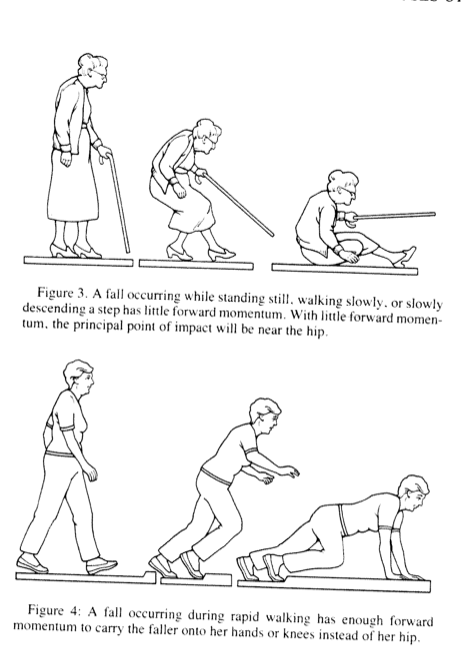 Figure 3. A fall occurring while standing still, walking slowly, or slowly
descending a step has little forward momentum. With little forward momen-
tum, the principal point of impact will be near the hip.
Figure 4: A fall occurring during rapid walking has enough forward
momentum to carry the faller onto her hands or knees instead of her hip.